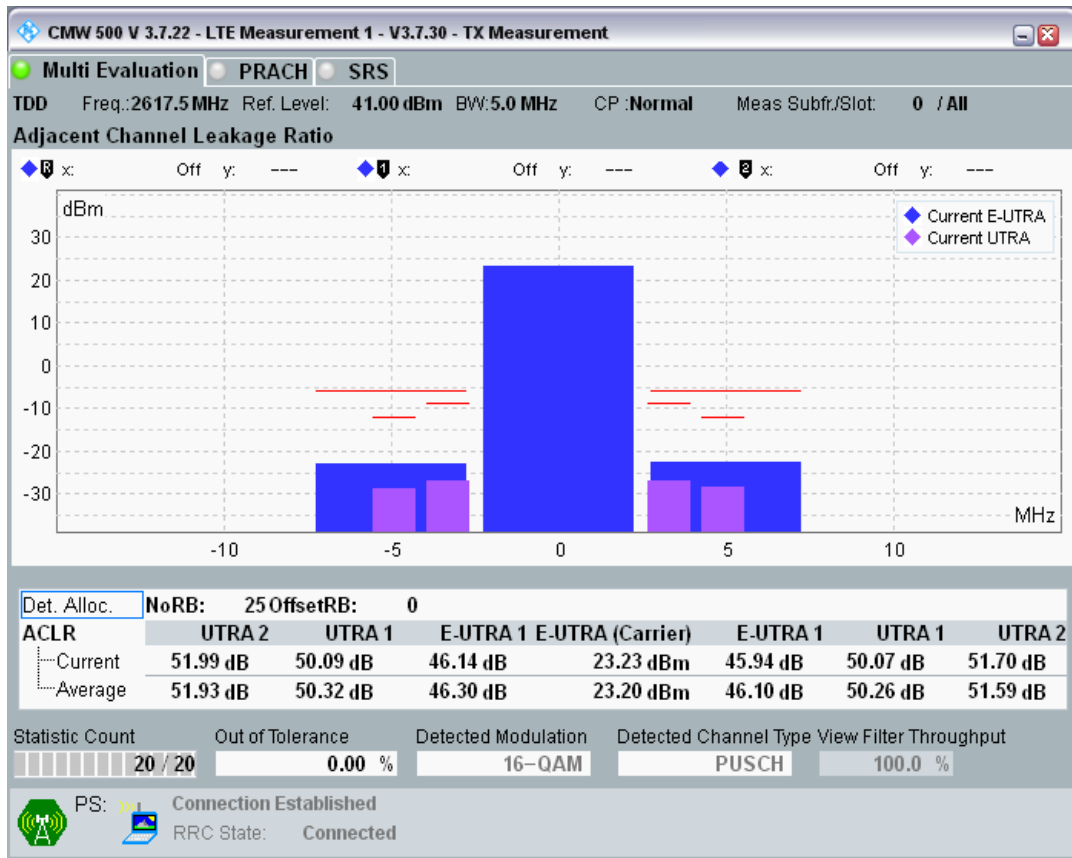 CMW 500 V 3.7.22 - LTE Measurement 1 - V3.7.30 - TX Measurement
Multi Evaluation PRACH SRS
TDD Freq.:2617.5 MHz Ref. Level: 41.00 dBm BW:5.0 MHz CP :Normal Meas Subfr./Slot: 0 / All
Adjacent Channel Leakage Ratio
R x: Off y: --- 1 x: Off y: --- 2 x: Off y: ---
dBm
Current E-UTRA
Current UTRA
30
20
10
0
-10
-20
-30
MHz
-10 -5 0 5 10
Det. Alloc. NoRB: 25 OffsetRB: 0
ACLR UTRA 2 UTRA 1 E-UTRA 1 E-UTRA (Carrier) E-UTRA 1 UTRA 1 UTRA 2
Current 51.99 dB 50.09 dB 46.14 dB 23.23 dBm 45.94 dB 50.07 dB 51.70 dB
Average 51.93 dB 50.32 dB 46.30 dB 23.20 dBm 46.10 dB 50.26 dB 51.59 dB
Statistic Count Out of Tolerance Detected Modulation Detected Channel Type View Filter Throughput
20 / 20 0.00 % 16-QAM PUSCH 100.0 %
PS: Connection Established
RRC State: Connected